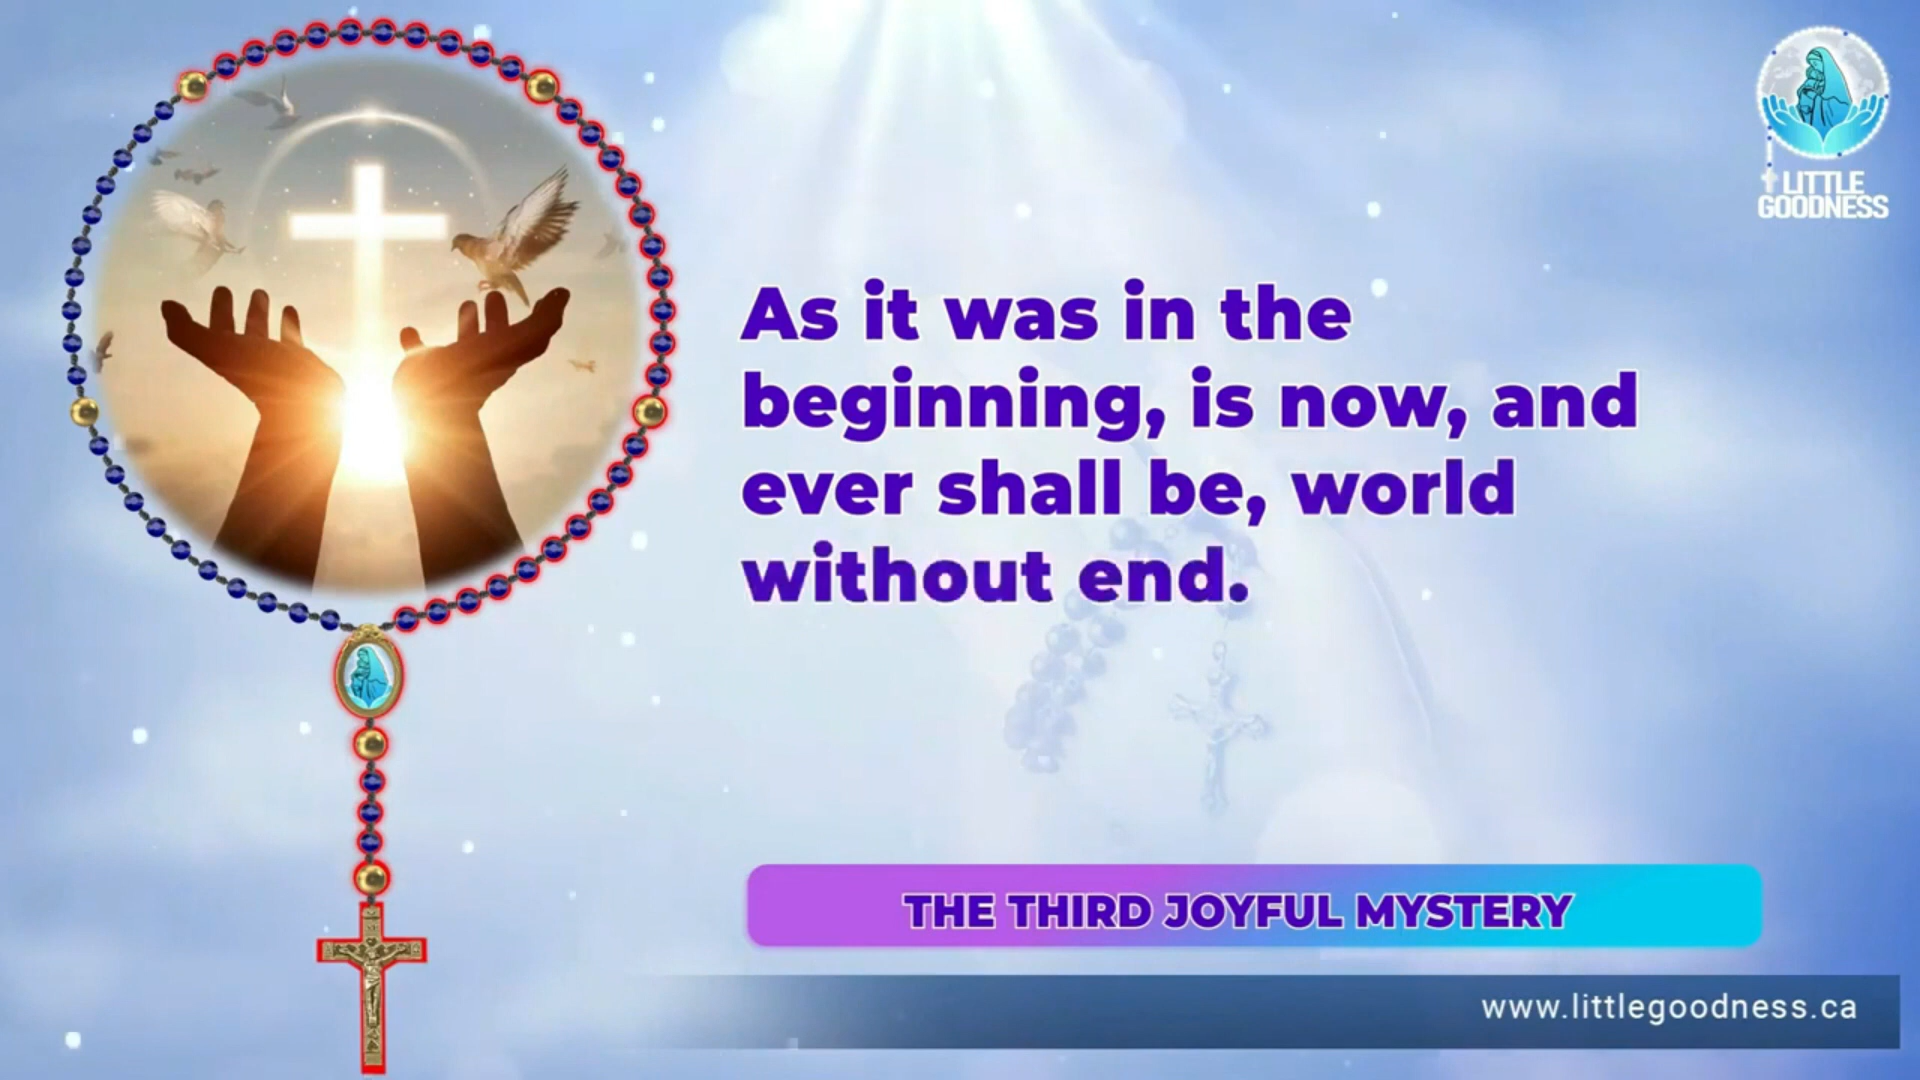 LITTLE
GOODNESS
As it was in the
beginning, is now, and
ever shall be, world
without end.
THE THIRD JOYFUL MYSTERY
www.littlegoodness.ca